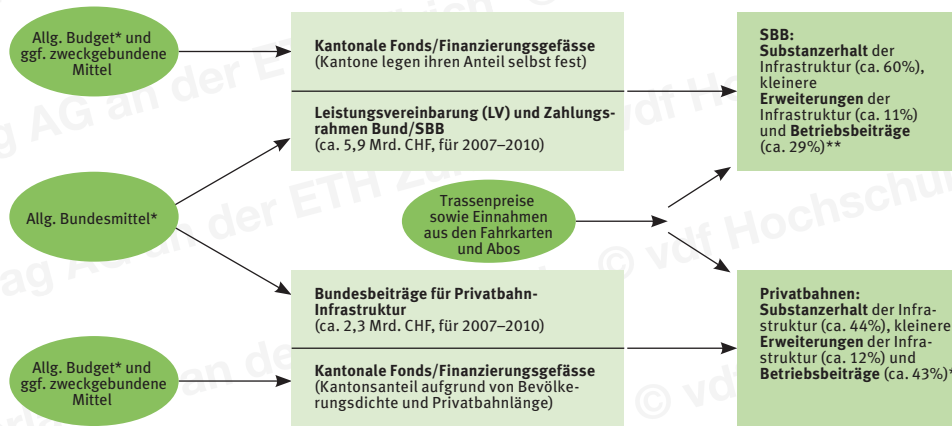 Allg. Budget* und
ggf. zweckgebundene
Mittel
Kantonale Fonds/Finanzierungsgefässe
(Kantone legen ihren Anteil selbst fest)
Leistungsvereinbarung (LV) und Zahlungs-
rahmen Bund/SBB
(ca. 5,9 Mrd. CHF, für 2007–2010)
SBB:
Substanzerhalt der
Infrastruktur (ca. 60%),
kleinere
Erweiterungen der
Infrastruktur (ca. 11%)
und Betriebsbeiträge
(ca. 29%)**
Allg. Bundesmittel*
Trassenpreise
sowie Einnahmen
aus den Fahrkarten
und Abos
Bundesbeiträge für Privatbahn-
Infrastruktur
(ca. 2,3 Mrd. CHF, für 2007–2010)
Privatbahnen:
Substanzerhalt der Infra-
struktur (ca. 44%), kleinere
Erweiterungen der Infra-
struktur (ca. 12%) und
Betriebsbeiträge (ca. 43%)*
Allg. Budget* und
ggf. zweckgebundene
Mittel
Kantonale Fonds/Finanzierungsgefässe
(Kantonsanteil aufgrund von Bevölke-
rungsdichte und Privatbahnlänge)